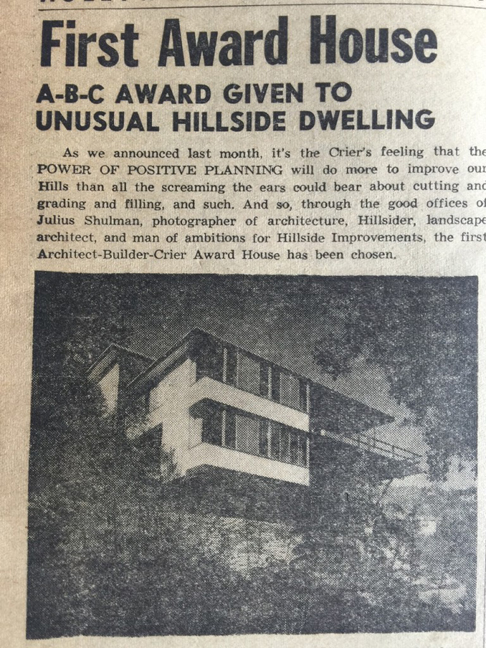 First Award House
A-B-C AWARD GIVEN TO
UNUSUAL HILLSIDE DWELLING
As we announced last month, it's the Crier's feeling that the
POWER OF POSITIVE PLANNING will do more to improve our
Hills than all the screaming the ears could bear about cutting and
grading and filling, and such. And so, through the good offices of
Julius Shulman, photographer of architecture, Hillsider, landscape
architect, and man of ambitions for Hillside Improvements, the first
Architect-Builder-Crier Award House has been chosen.